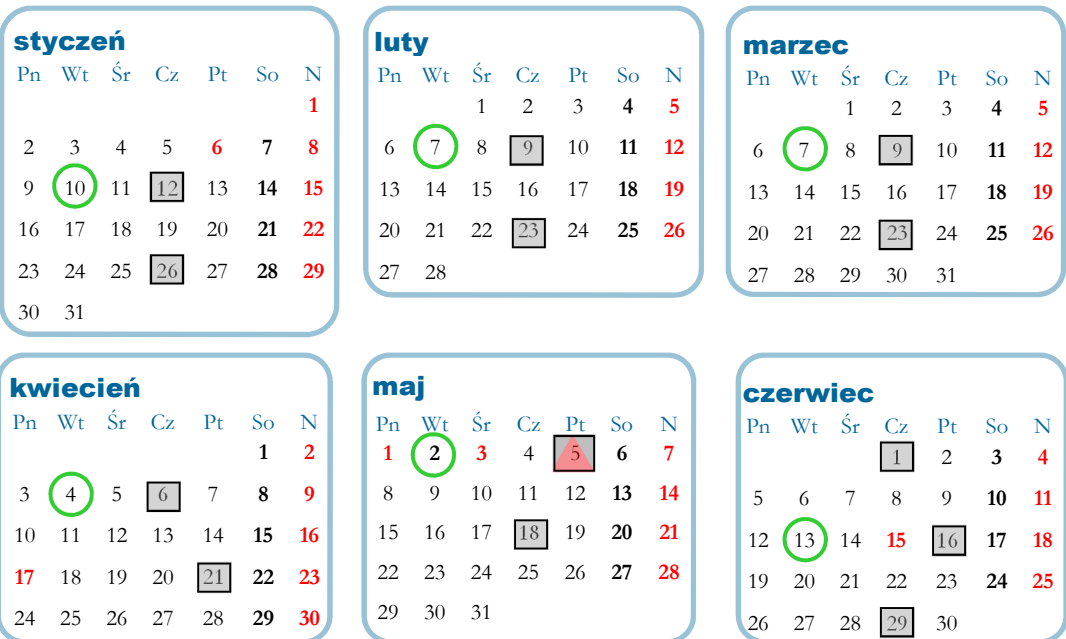 styczeń
Pn Wt Śr Cz Pt So N
1
2 3 4 5 6 7 8
9 10 11 12 13 14 15
16 17 18 19 20 21 22
23 24 25 26 27 28 29
30 31
luty
Pn Wt Śr Cz Pt So N
1 2 3 4 5
6 7 8 9 10 11 12
13 14 15 16 17 18 19
20 21 22 23 24 25 26
27 28
marzec
Pn Wt Śr Cz Pt So N
1 2 3 4 5
6 7 8 9 10 11 12
13 14 15 16 17 18 19
20 21 22 23 24 25 26
27 28 29 30 31
kwiecień
Pn Wt Śr Cz Pt So N
1 2
3 4 5 6 7 8 9
10 11 12 13 14 15 16
17 18 19 20 21 22 23
24 25 26 27 28 29 30
maj
Pn Wt Śr Cz Pt So N
1 2 3 4 5 6 7
8 9 10 11 12 13 14
15 16 17 18 19 20 21
22 23 24 25 26 27 28
29 30 31
czerwiec
Pn Wt Śr Cz Pt So N
1 2 3 4
5 6 7 8 9 10 11
12 13 14 15 16 17 18
19 20 21 22 23 24 25
26 27 28 29 30